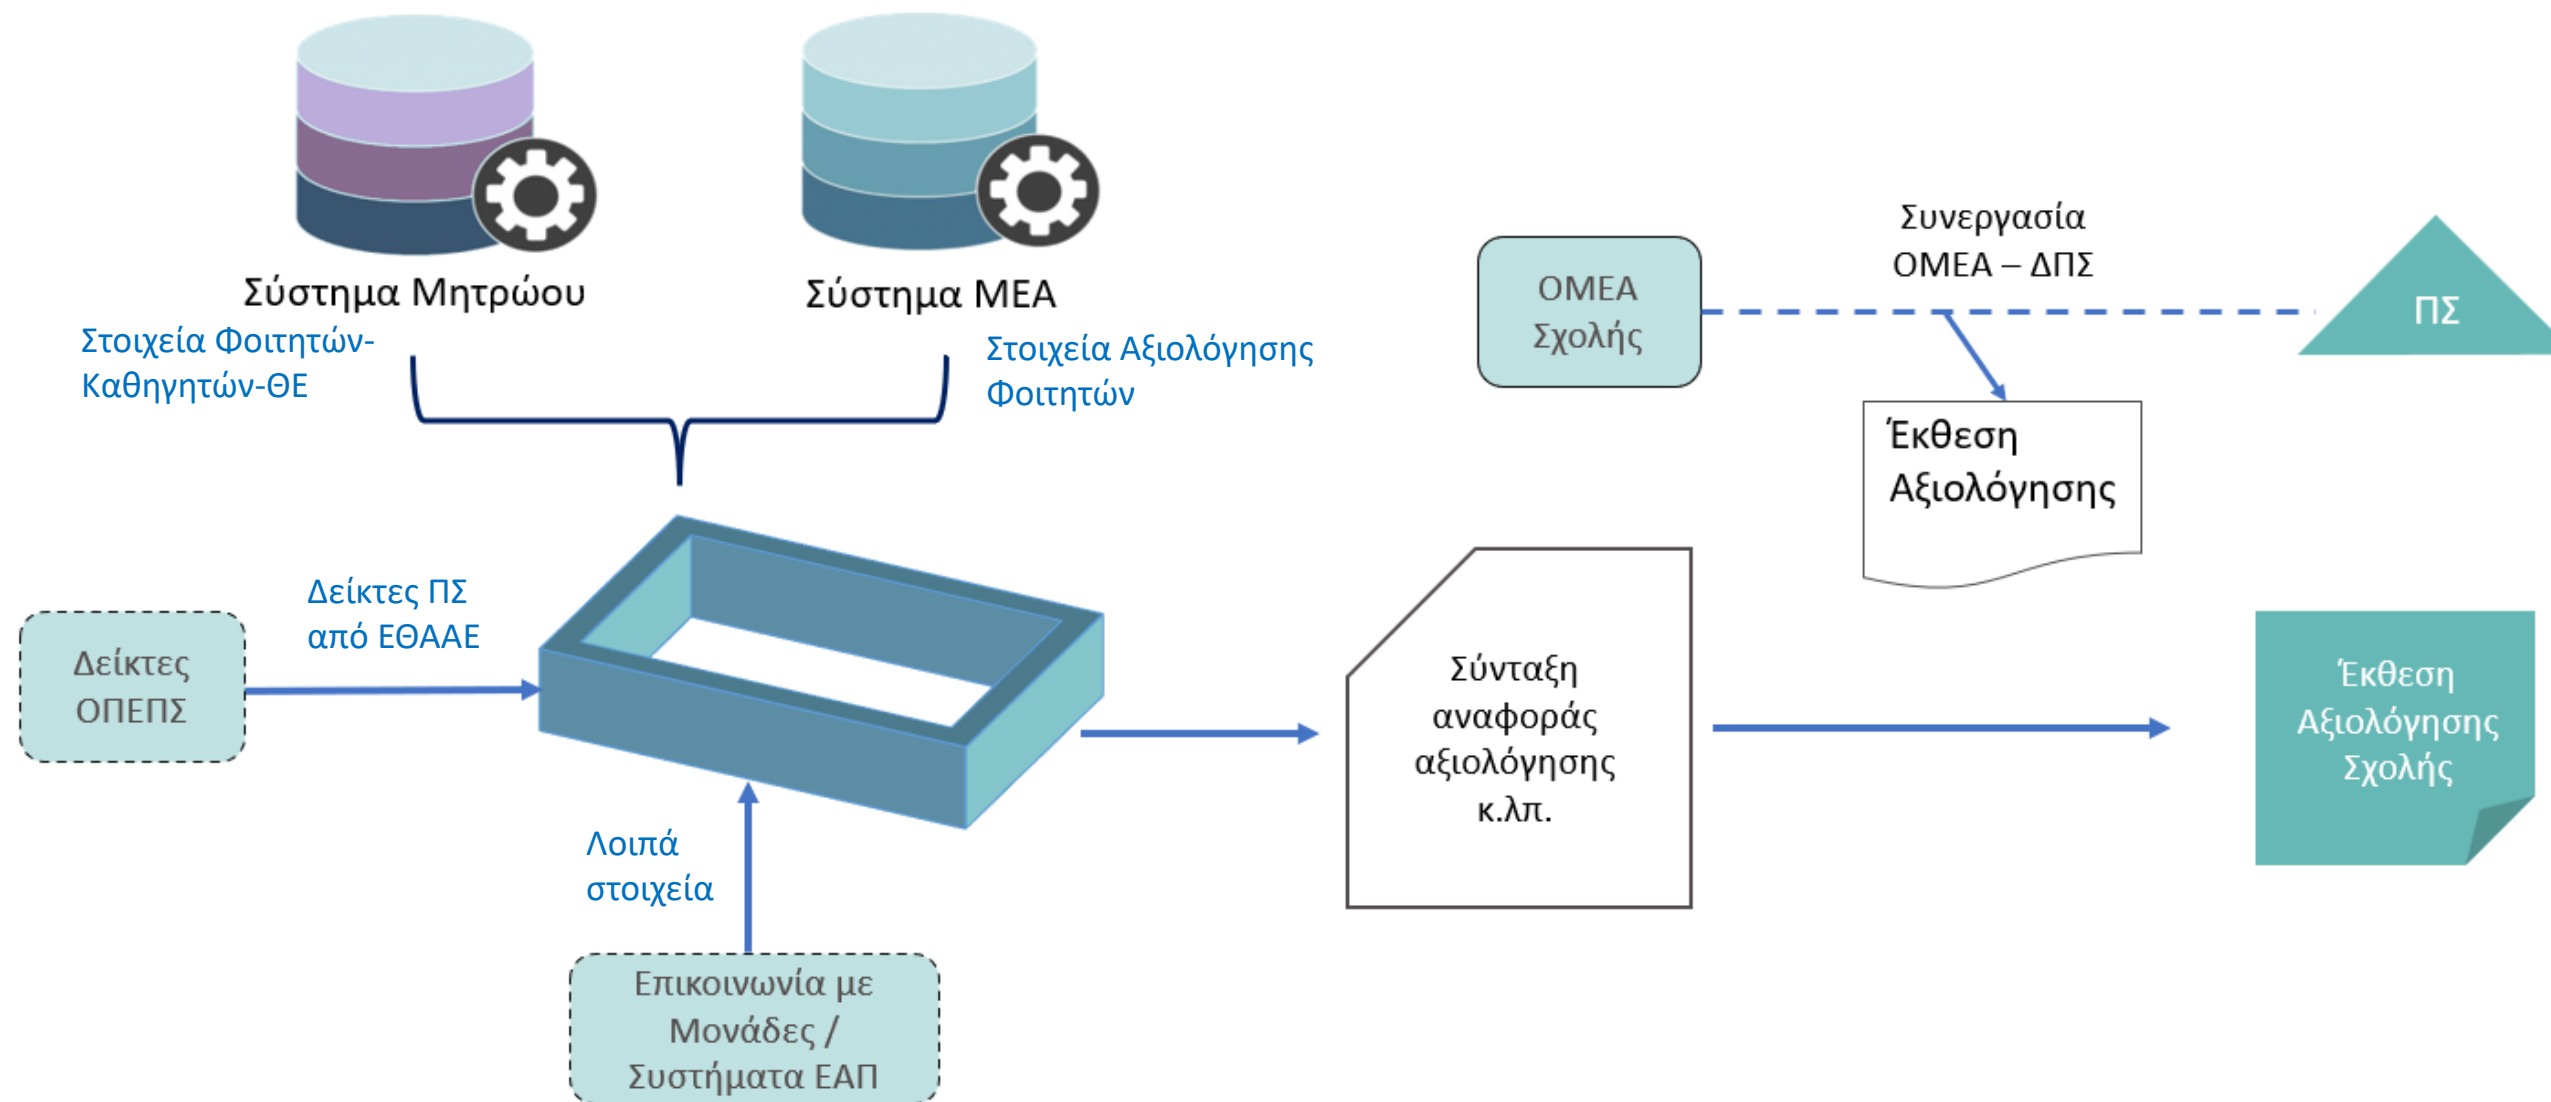 Σύστημα Μητρώου
Στοιχεία Φοιτητών-
Καθηγητών-ΘΕ
Σύστημα ΜΕΑ
Στοιχεία Αξιολόγησης
Φοιτητών
ΟΜΕΑ
Σχολής
Συνεργασία
ΟΜΕΑ – ΔΠΣ
ΠΣ
Έκθεση
Αξιολόγησης
Δείκτες ΠΣ
από ΕΘΑΑΕ
Δείκτες
ΟΠΕΠΣ
Λοιπά
στοιχεία
Επικοινωνία με
Μονάδες /
Συστήματα ΕΑΠ
Σύνταξη
αναφοράς
αξιολόγησης
κ.λπ.
Έκθεση
Αξιολόγησης
Σχολής